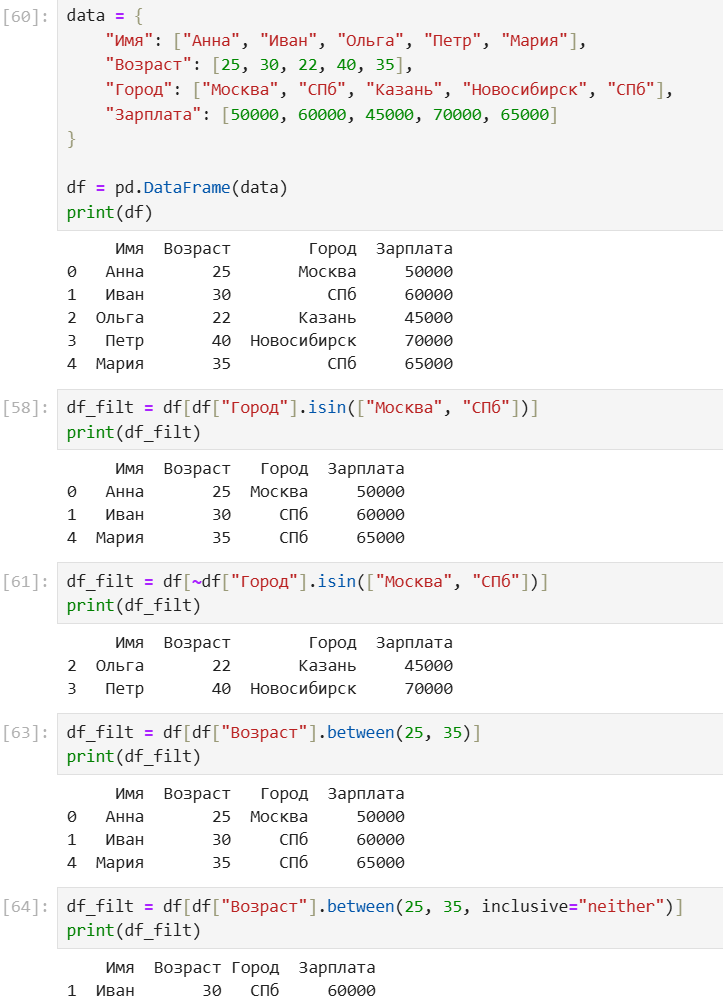 [60]: data = {
    "Имя": ["Анна", "Иван", "Ольга", "Петр", "Мария"],
    "Возраст": [25, 30, 22, 40, 35],
    "Город": ["Москва", "СПб", "Казань", "Новосибирск", "СПб"],
    "Зарплата": [50000, 60000, 45000, 70000, 65000]
}
df = pd.DataFrame(data)
print(df)
     Имя  Возраст        Город  Зарплата
0   Анна       25       Москва     50000
1   Иван       30          СПб     60000
2  Ольга       22       Казань     45000
3   Петр       40  Новосибирск     70000
4  Мария       35          СПб     65000
[58]: df_filt = df[df["Город"].isin(["Москва", "СПб"])]
print(df_filt)
     Имя  Возраст   Город  Зарплата
0   Анна       25  Москва     50000
1   Иван       30     СПб     60000
4  Мария       35     СПб     65000
[61]: df_filt = df[~df["Город"].isin(["Москва", "СПб"])]
print(df_filt)
     Имя  Возраст        Город  Зарплата
2  Ольга       22       Казань     45000
3   Петр       40  Новосибирск     70000
[63]: df_filt = df[df["Возраст"].between(25, 35)]
print(df_filt)
     Имя  Возраст   Город  Зарплата
0   Анна       25  Москва     50000
1   Иван       30     СПб     60000
4  Мария       35     СПб     65000
[64]: df_filt = df[df["Возраст"].between(25, 35, inclusive="neither")]
print(df_filt)
    Имя  Возраст Город  Зарплата
1  Иван       30   СПб     60000